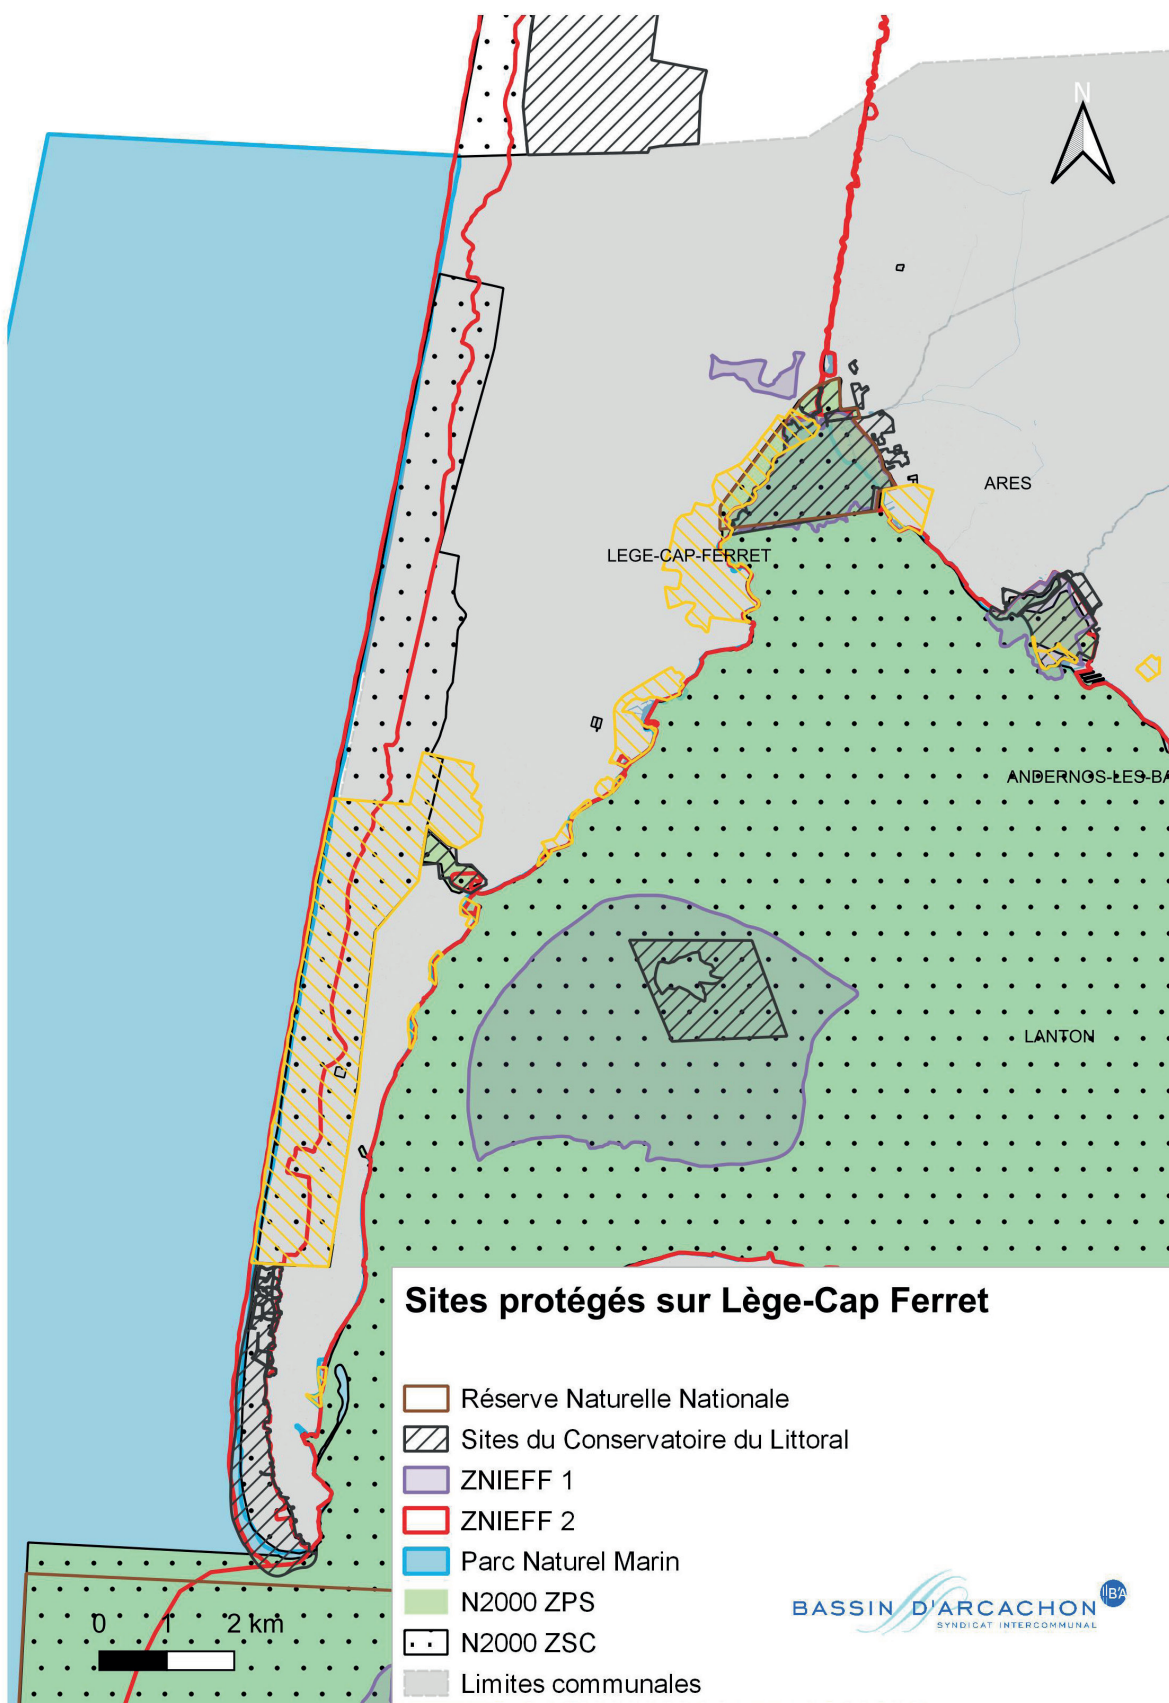 N
ARES
LEGE-CAP-FERRET
ANDERNOS-LES-BA
LANTON
Sites protégés sur Lège-Cap Ferret
Réserve Naturelle Nationale
Sites du Conservatoire du Littoral
ZNIEFF 1
ZNIEFF 2
Parc Naturel Marin
N2000 ZPS
N2000 ZSC
Limites communales
0 1 2 km
BASSIN D'ARCACHON
SYNDICAT INTERCOMMUNAL